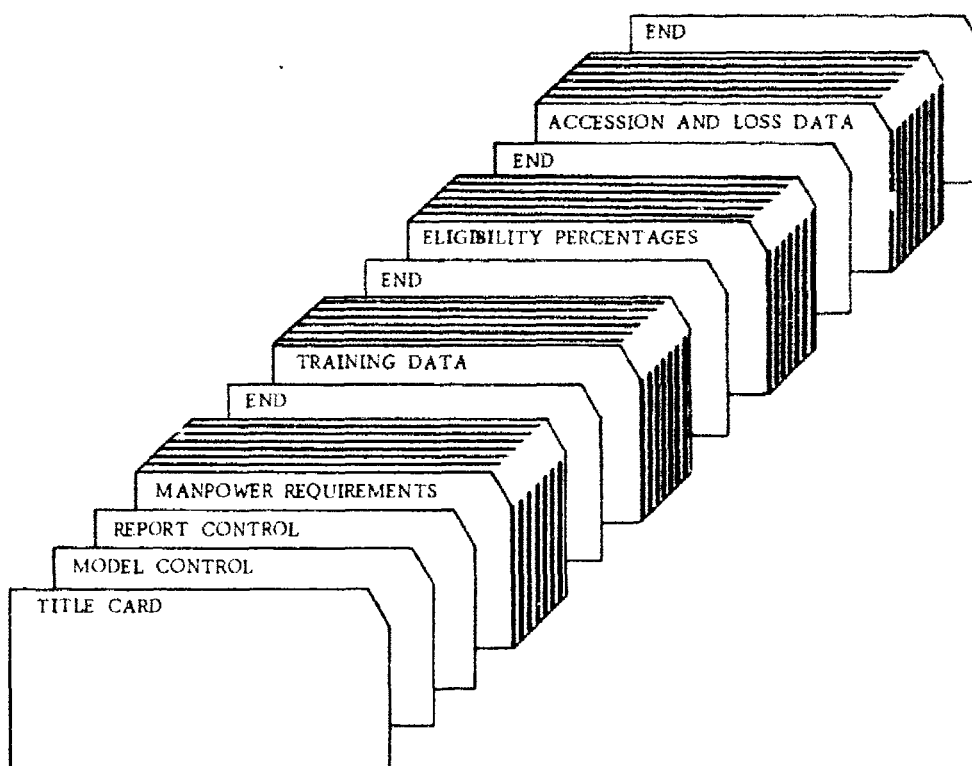 END
ACCESSION AND LOSS DATA
END
ELIGIBILITY PERCENTAGES
END
TRAINING DATA
END
MANPOWER REQUIREMENTS
REPORT CONTROL
MODEL CONTROL
TITLE CARD